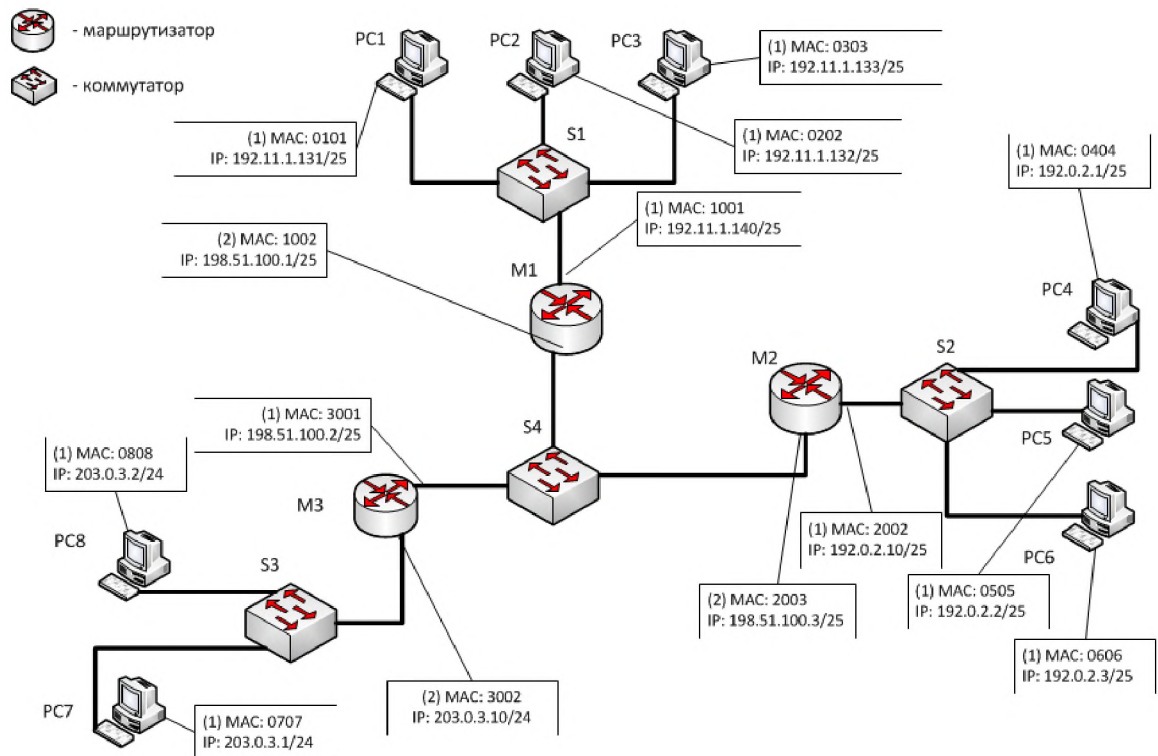 - маршрутизатор
- коммутатор
PC1
PC2
PC3
(1) MAC: 0303
IP: 192.11.1.133/25
(1) MAC: 0101
IP: 192.11.1.131/25
S1
(1) MAC: 0202
IP: 192.11.1.132/25
(1) MAC: 0404
IP: 192.0.2.1/25
(2) MAC: 1002
IP: 198.51.100.1/25
(1) MAC: 1001
IP: 192.11.1.140/25
M1
PC4
M2
S2
(1) MAC: 3001
IP: 198.51.100.2/25
S4
PC5
(1) MAC: 0808
IP: 203.0.3.2/24
M3
PC8
S3
(1) MAC: 2002
IP: 192.0.2.10/25
PC6
(2) MAC: 2003
IP: 198.51.100.3/25
(1) MAC: 0505
IP: 192.0.2.2/25
(1) MAC: 0606
IP: 192.0.2.3/25
PC7
(1) MAC: 0707
IP: 203.0.3.1/24
(2) MAC: 3002
IP: 203.0.3.10/24